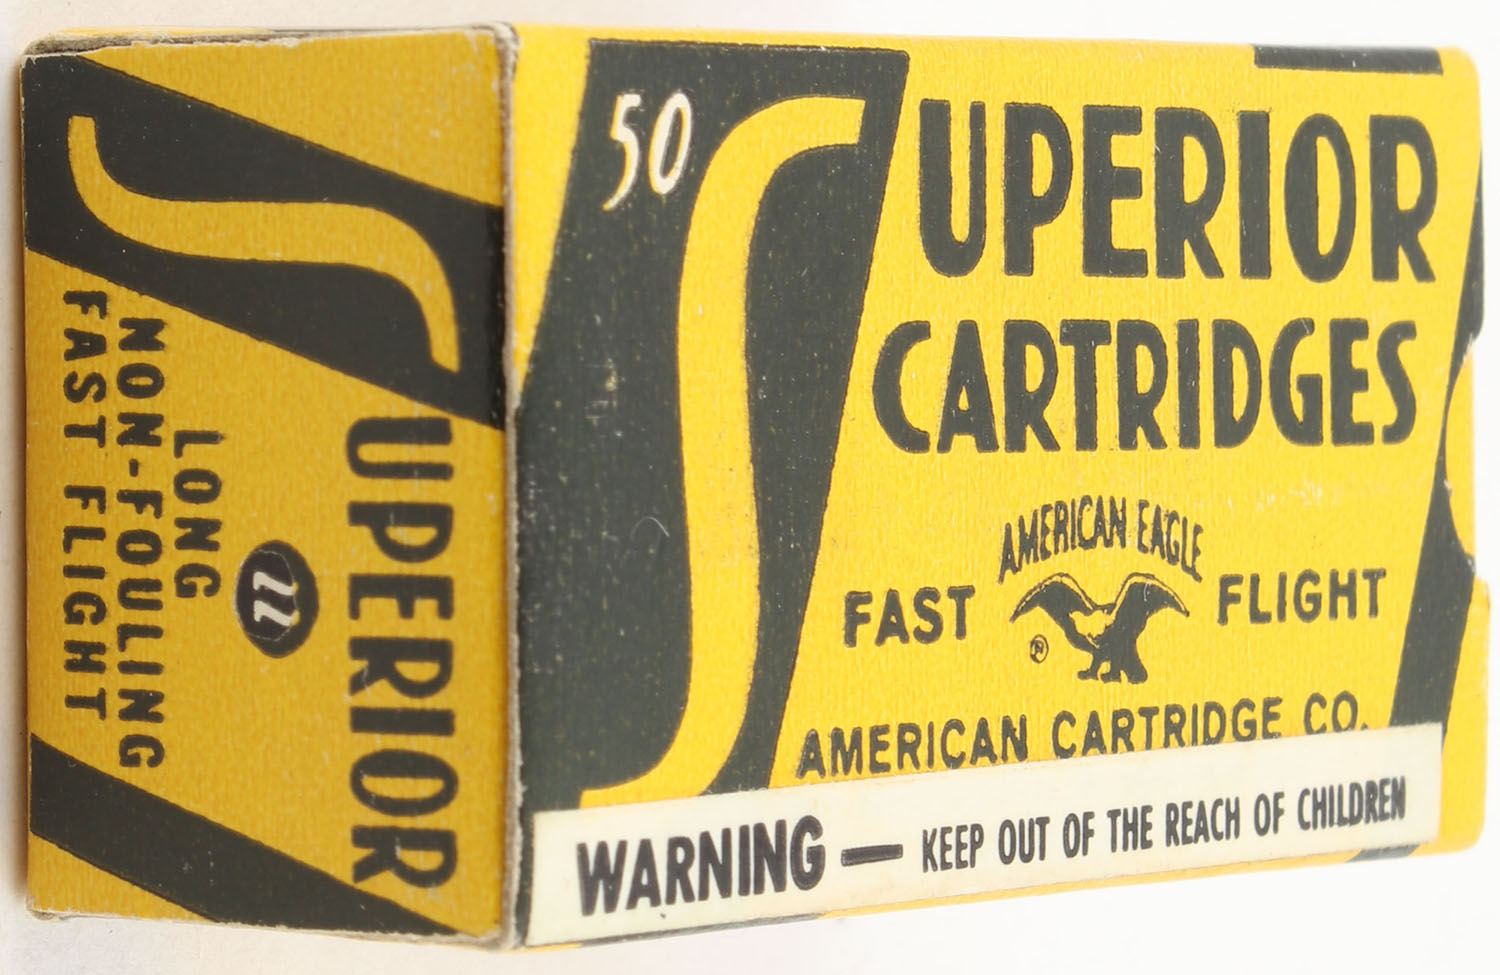 50
SUPERIOR
CARTRIDGES
AMERICAN EAGLE
FAST FLIGHT
®
AMERICAN CARTRIDGE CO.
WARNING — KEEP OUT OF THE REACH OF CHILDREN
SUPERIOR
LONG
NON-FOULING
FAST FLIGHT